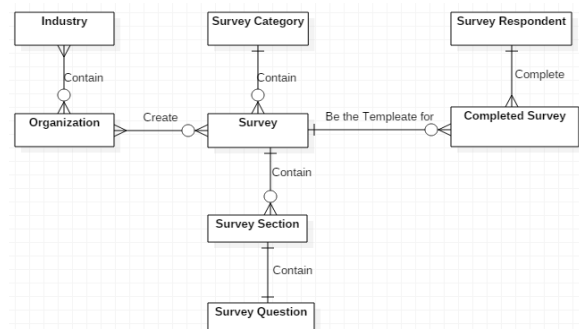 Industry
Survey Category
Survey Respondent
Contain
Contain
Complete
Organization
Create
Survey
Be the Templeate for
Completed Survey
Contain
Survey Section
Contain
Survey Question